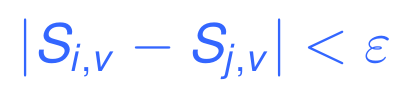 |S_{i,v} − S_{j,v}| < ε